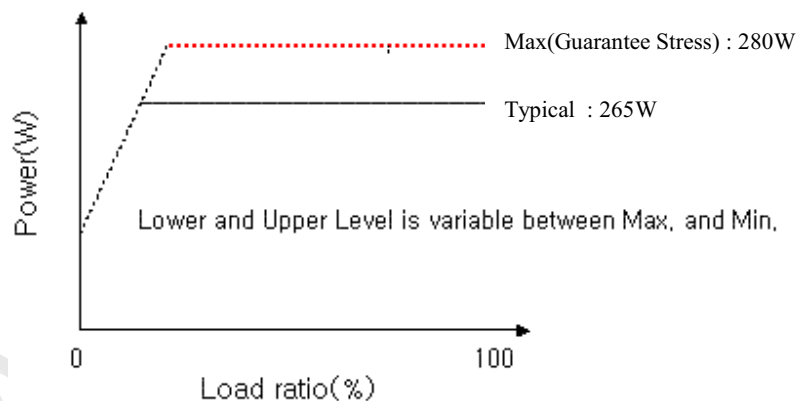 Max(Guarantee Stress) : 280W
Typical : 265W
Power(W)
Lower and Upper Level is variable between Max, and Min,
0
100
Load ratio(%)